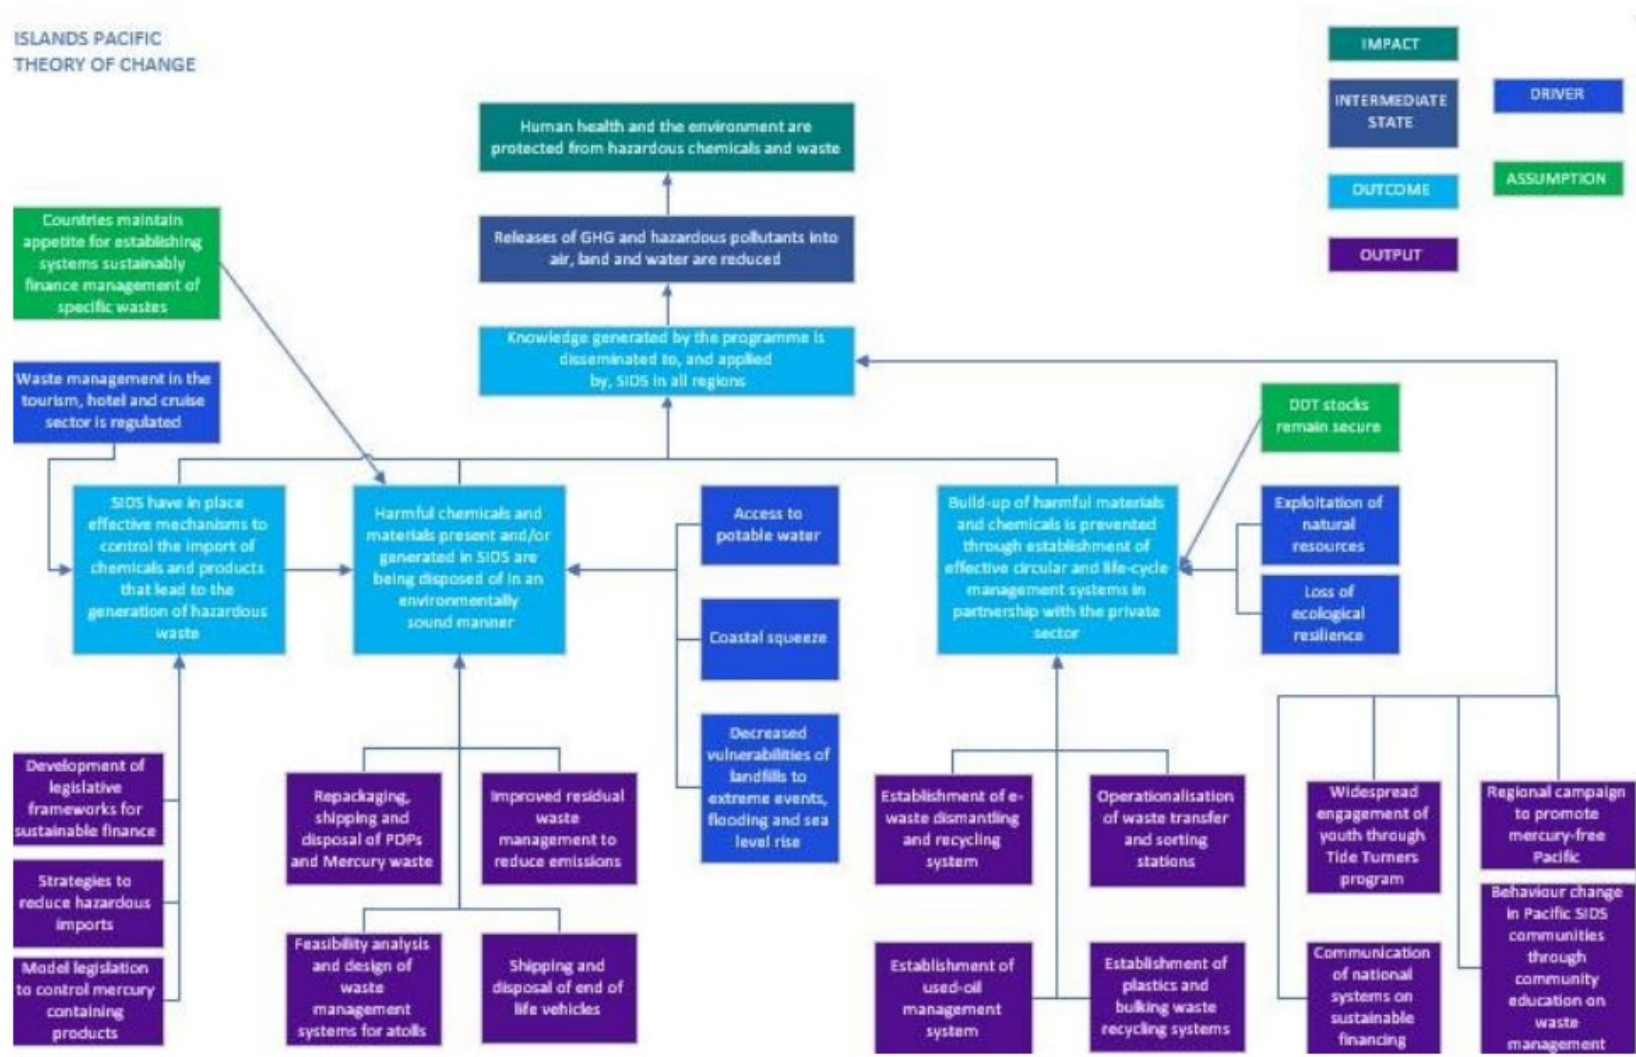 ISLANDS PACIFIC
THEORY OF CHANGE
IMPACT
INTERMEDIATE
STATE
DRIVER
OUTCOME
ASSUMPTION
OUTPUT
Human health and the environment are
protected from hazardous chemicals and waste
Releases of GHG and hazardous pollutants into
air, land and water are reduced
Knowledge generated by the programme is
disseminated to, and applied
by, SIDS in all regions
Countries maintain
appetite for establishing
systems sustainably
finance management of
specific wastes
Waste management in the
tourism, hotel and cruise
sector is regulated
DDT stocks
remain secure
SIDS have in place
effective mechanisms to
control the import of
chemicals and products
that lead to the
generation of hazardous
waste
Harmful chemicals and
materials present and/or
generated in SIDS are
being disposed of in an
environmentally
sound manner
Access to
potable water
Coastal squeeze
Decreased
vulnerabilities of
landfills to
extreme events,
flooding and sea
level rise
Build-up of harmful materials
and chemicals is prevented
through establishment of
effective circular and life-cycle
management systems in
partnership with the private
sector
Exploitation of
natural
resources
Loss of
ecological
resilience
Development of
legislative
frameworks for
sustainable finance
Strategies to
reduce hazardous
imports
Model legislation
to control mercury
containing
products
Repackaging,
shipping and
disposal of PDPs
and Mercury waste
Improved residual
waste
management to
reduce emissions
Feasibility analysis
and design of
waste
management
systems for atolls
Shipping and
disposal of end of
life vehicles
Establishment of e-
waste dismantling
and recycling
system
Operationalisation
of waste transfer
and sorting
stations
Establishment of
used-oil
management
system
Establishment of
plastics and
bulking waste
recycling systems
Widespread
engagement of
youth through
Tide Turners
program
Regional campaign
to promote
mercury-free
Pacific
Communication
of national
systems on
sustainable
financing
Behaviour change
in Pacific SIDS
communities
through
community
education on
waste
management